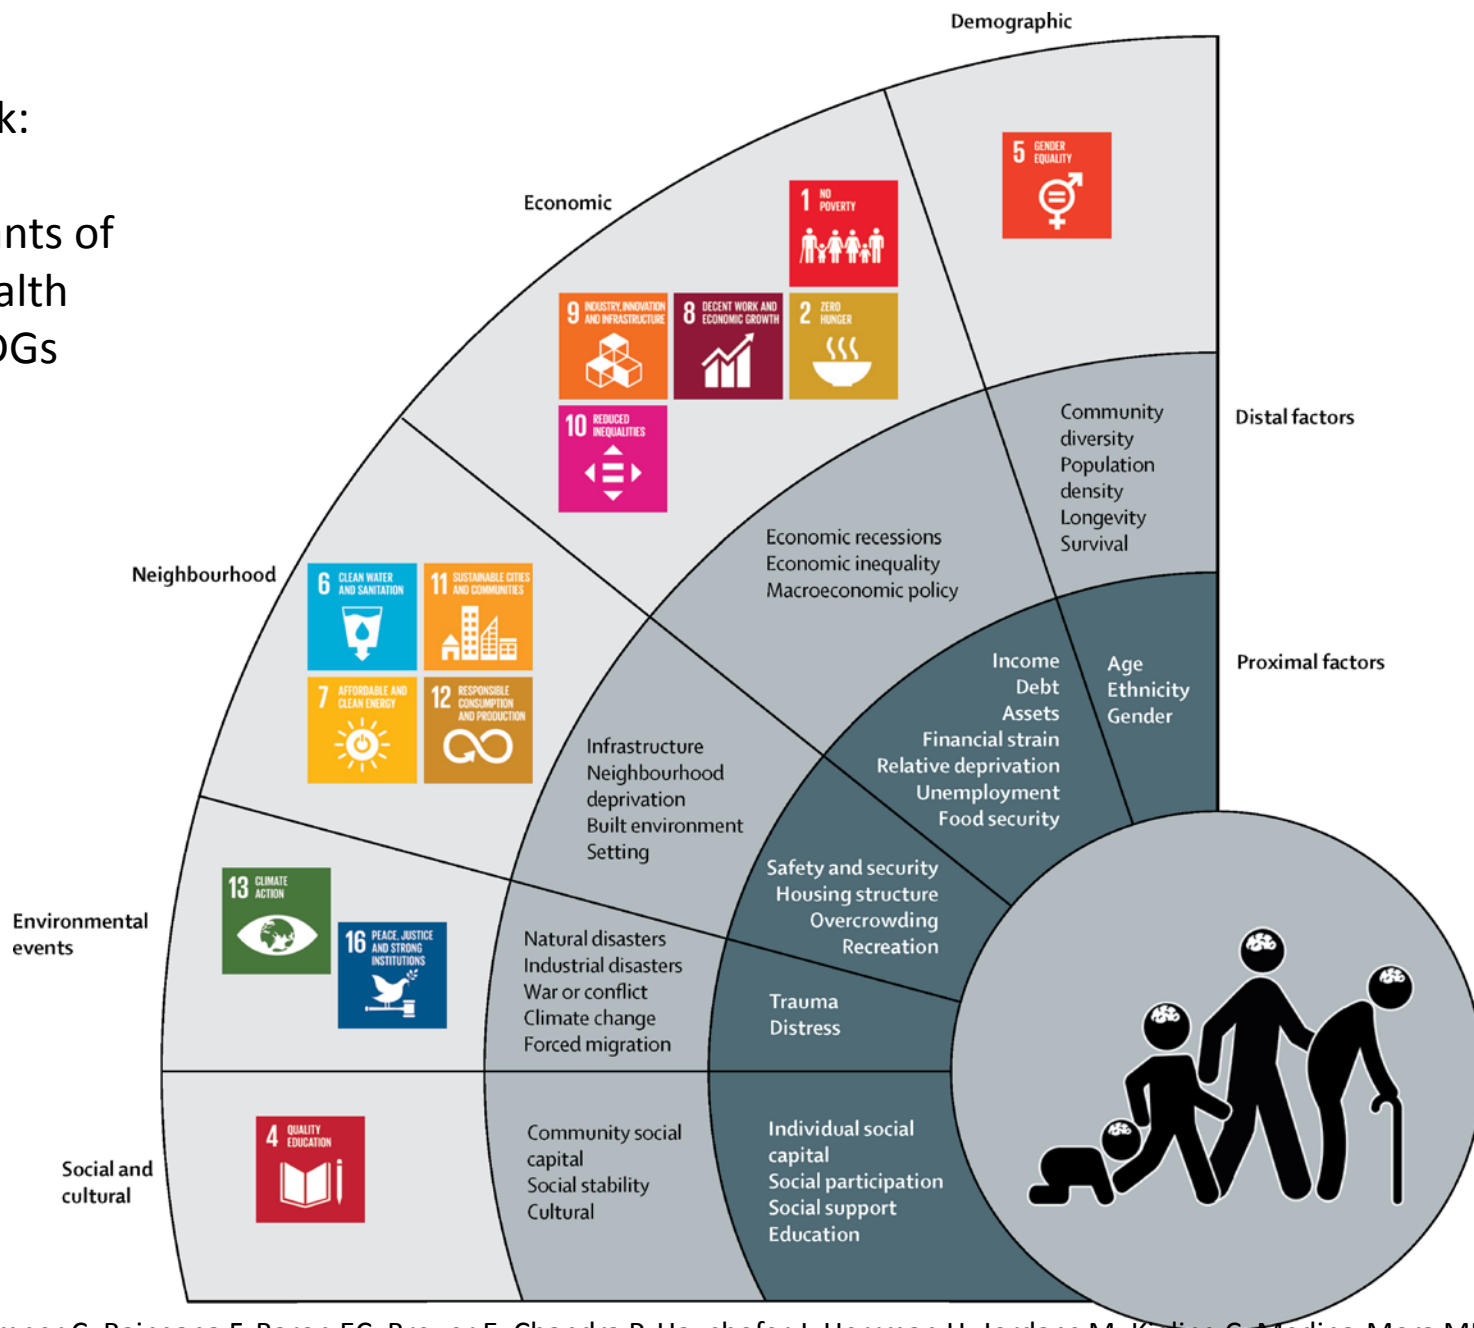 Demographic
k:
5 GENDER
EQUALITY
Economic
1 NO
POVERTY
ants of
alth
DGs
9 INDUSTRY, INNOVATION
AND INFRASTRUCTURE
8 DECENT WORK AND
ECONOMIC GROWTH
2 ZERO
HUNGER
10 REDUCED
INEQUALITIES
Community
diversity
Population
density
Longevity
Survival
Distal factors
Economic recessions
Economic inequality
Macroeconomic policy
Neighbourhood
6 CLEAN WATER
AND SANITATION
11 SUSTAINABLE CITIES
AND COMMUNITIES
7 AFFORDABLE AND
CLEAN ENERGY
12 RESPONSIBLE
CONSUMPTION
AND PRODUCTION
Income
Debt
Assets
Financial strain
Relative deprivation
Unemployment
Food security
Age
Ethnicity
Gender
Proximal factors
Infrastructure
Neighbourhood
deprivation
Built environment
Setting
Safety and security
Housing structure
Overcrowding
Recreation
Environmental
events
13 CLIMATE
ACTION
16 PEACE, JUSTICE
AND STRONG
INSTITUTIONS
Natural disasters
Industrial disasters
War or conflict
Climate change
Forced migration
Trauma
Distress
Social and
cultural
4 QUALITY
EDUCATION
Community social
capital
Social stability
Cultural
Individual social
capital
Social participation
Social support
Education